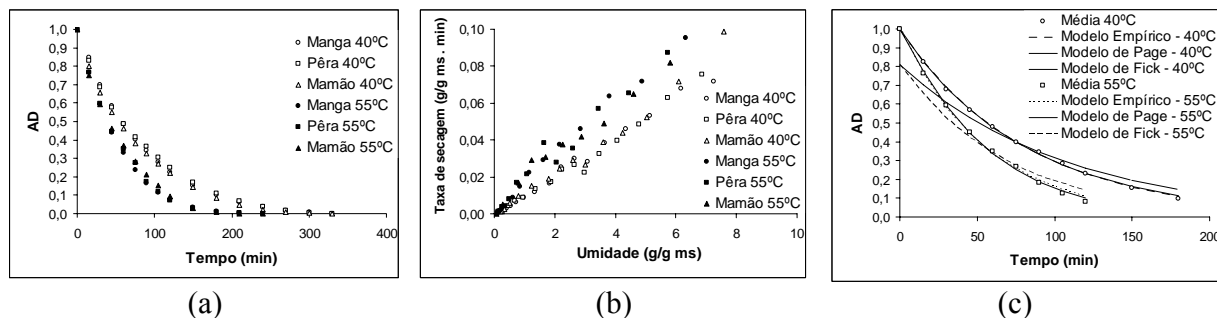 1,0
0,9
0,8
0,7
0,6
0,5
0,4
0,3
0,2
0,1
0,0
AD
0
100
200
300
400
Tempo (min)
Manga 40ºC
Pêra 40ºC
Mamão 40ºC
Manga 55ºC
Pêra 55ºC
Mamão 55ºC
(a)
0,12
0,10
0,08
0,06
0,04
0,02
0,00
Taxa de secagem (g/g ms . min)
0
2
4
6
8
10
Umidade (g/g ms)
Manga 40ºC
Pêra 40ºC
Mamão 40ºC
Manga 55ºC
Pêra 55ºC
Mamão 55ºC
(b)
1,0
0,9
0,8
0,7
0,6
0,5
0,4
0,3
0,2
0,1
0,0
AD
0
50
100
150
200
Tempo (min)
Média 40ºC
Modelo Empírico - 40ºC
Modelo de Page - 40ºC
Modelo de Fick - 40ºC
Média 55ºC
Modelo Empírico - 55ºC
Modelo de Page - 55ºC
Modelo de Fick - 55ºC
(c)